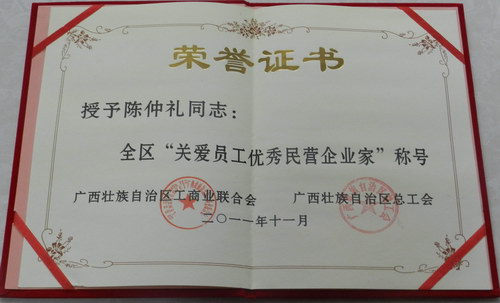 荣誉证书
授予陈仲礼同志：
全区“关爱员工优秀民营企业家”称号
广西壮族自治区工商业联合会 广西壮族自治区总工会
二〇一一年十一月